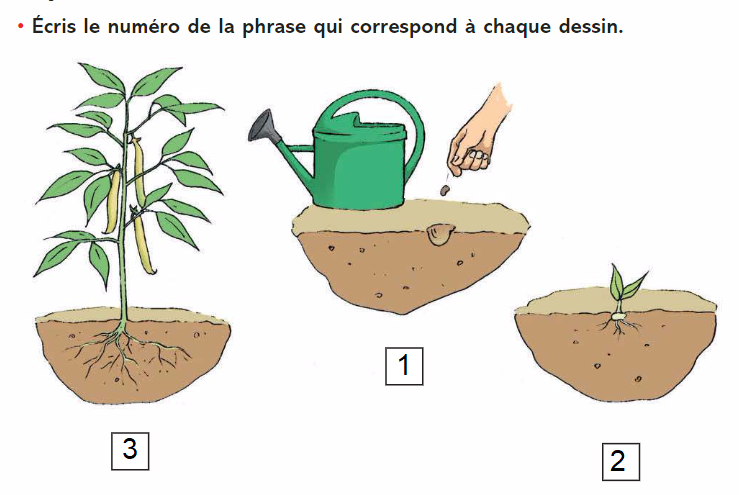 • Écris le numéro de la phrase qui correspond à chaque dessin.
1
3
2